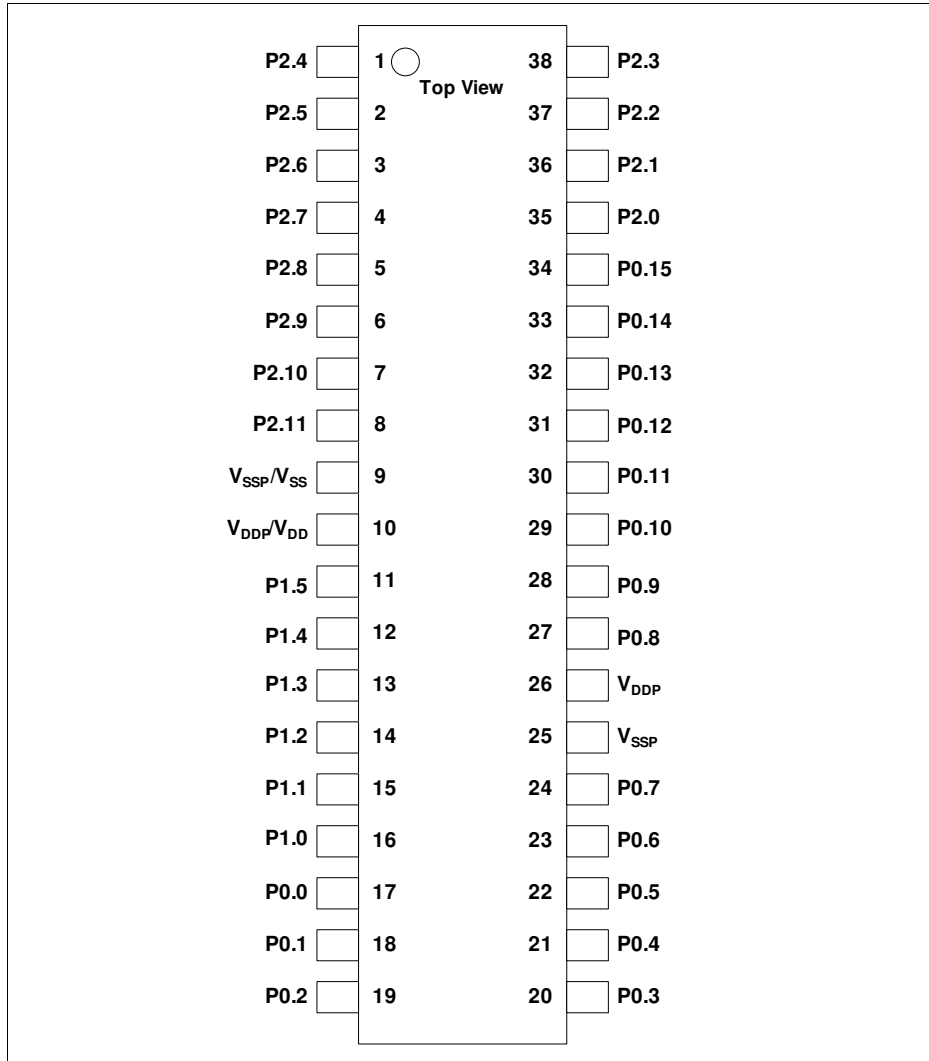 P2.4 1 38 P2.3
Top View
P2.5 2 37 P2.2
P2.6 3 36 P2.1
P2.7 4 35 P2.0
P2.8 5 34 P0.15
P2.9 6 33 P0.14
P2.10 7 32 P0.13
P2.11 8 31 P0.12
VSSP/VSS 9 30 P0.11
VDDP/VDD 10 29 P0.10
P1.5 11 28 P0.9
P1.4 12 27 P0.8
P1.3 13 26 VDDP
P1.2 14 25 VSSP
P1.1 15 24 P0.7
P1.0 16 23 P0.6
P0.0 17 22 P0.5
P0.1 18 21 P0.4
P0.2 19 20 P0.3